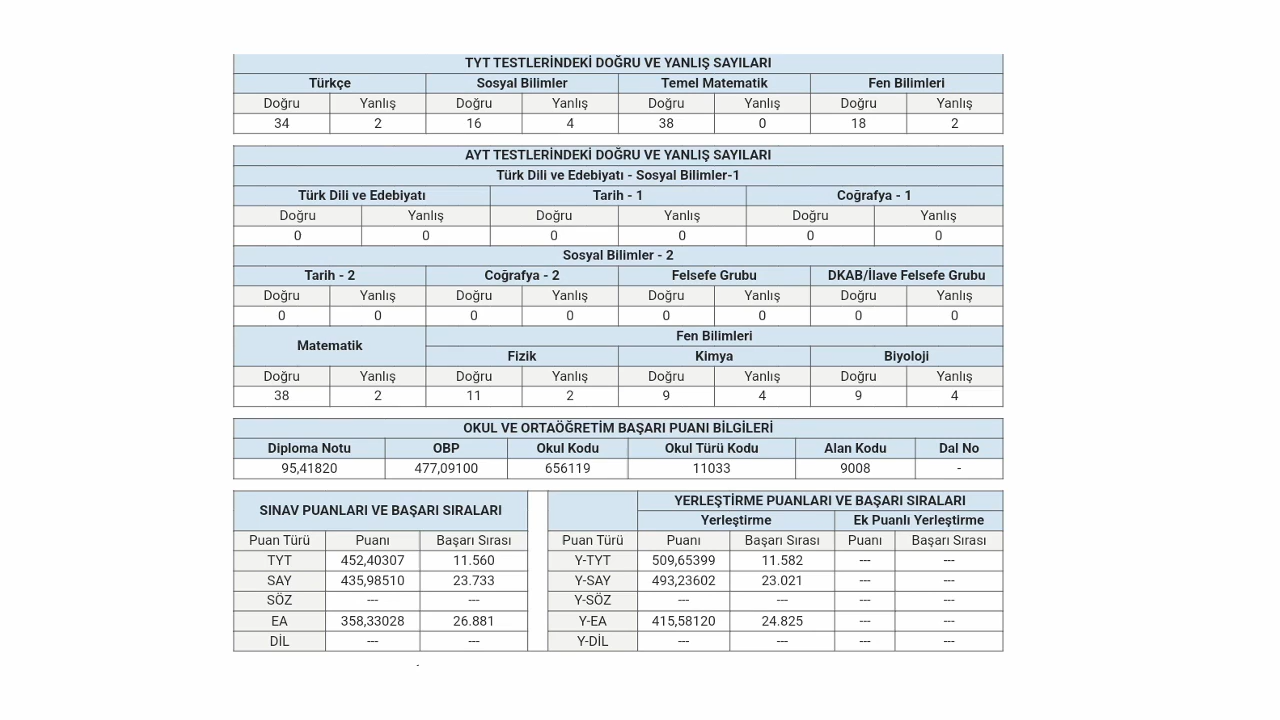 TYT TESTLERİNDEKİ DOĞRU VE YANLIŞ SAYILARI
Türkçe Sosyal Bilimler Temel Matematik Fen Bilimleri
Doğru Yanlış Doğru Yanlış Doğru Yanlış Doğru Yanlış
34 2 16 4 38 0 18 2
AYT TESTLERİNDEKİ DOĞRU VE YANLIŞ SAYILARI
Türk Dili ve Edebiyatı - Sosyal Bilimler-1
Türk Dili ve Edebiyatı Tarih - 1 Coğrafya - 1
Doğru Yanlış Doğru Yanlış Doğru Yanlış
0 0 0 0 0 0
Sosyal Bilimler - 2
Tarih - 2 Coğrafya - 2 Felsefe Grubu DKAB/İlave Felsefe Grubu
Doğru Yanlış Doğru Yanlış Doğru Yanlış Doğru Yanlış
0 0 0 0 0 0 0 0
Matematik Fen Bilimleri
Fizik Kimya Biyoloji
Doğru Yanlış Doğru Yanlış Doğru Yanlış Doğru Yanlış
38 2 11 2 9 4 9 4
OKUL VE ORTAÖĞRETİM BAŞARI PUANI BİLGİLERİ
Diploma Notu OBP Okul Kodu Okul Türü Kodu Alan Kodu Dal No
95,41820 477,09100 656119 11033 9008 -
SINAV PUANLARI VE BAŞARI SIRALARI
Puan Türü Puanı Başarı Sırası
TYT 452,40307 11.560
SAY 435,98510 23.733
SÖZ --- ---
EA 358,33028 26.881
DİL --- ---
YERLEŞTİRME PUANLARI VE BAŞARI SIRALARI
Yerleştirme Ek Puanlı Yerleştirme
Puan Türü Puanı Başarı Sırası Puanı Başarı Sırası
Y-TYT 509,65399 11.582 --- ---
Y-SAY 493,23602 23.021 --- ---
Y-SÖZ --- --- --- ---
Y-EA 415,58120 24.825 --- ---
Y-DİL --- --- --- ---